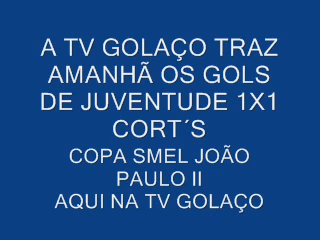 A TV GOLAÇO TRAZ
AMANHÃ OS GOLS
DE JUVENTUDE 1X1
CORT´S
COPA SMEL JOÃO
PAULO II
AQUI NA TV GOLAÇO